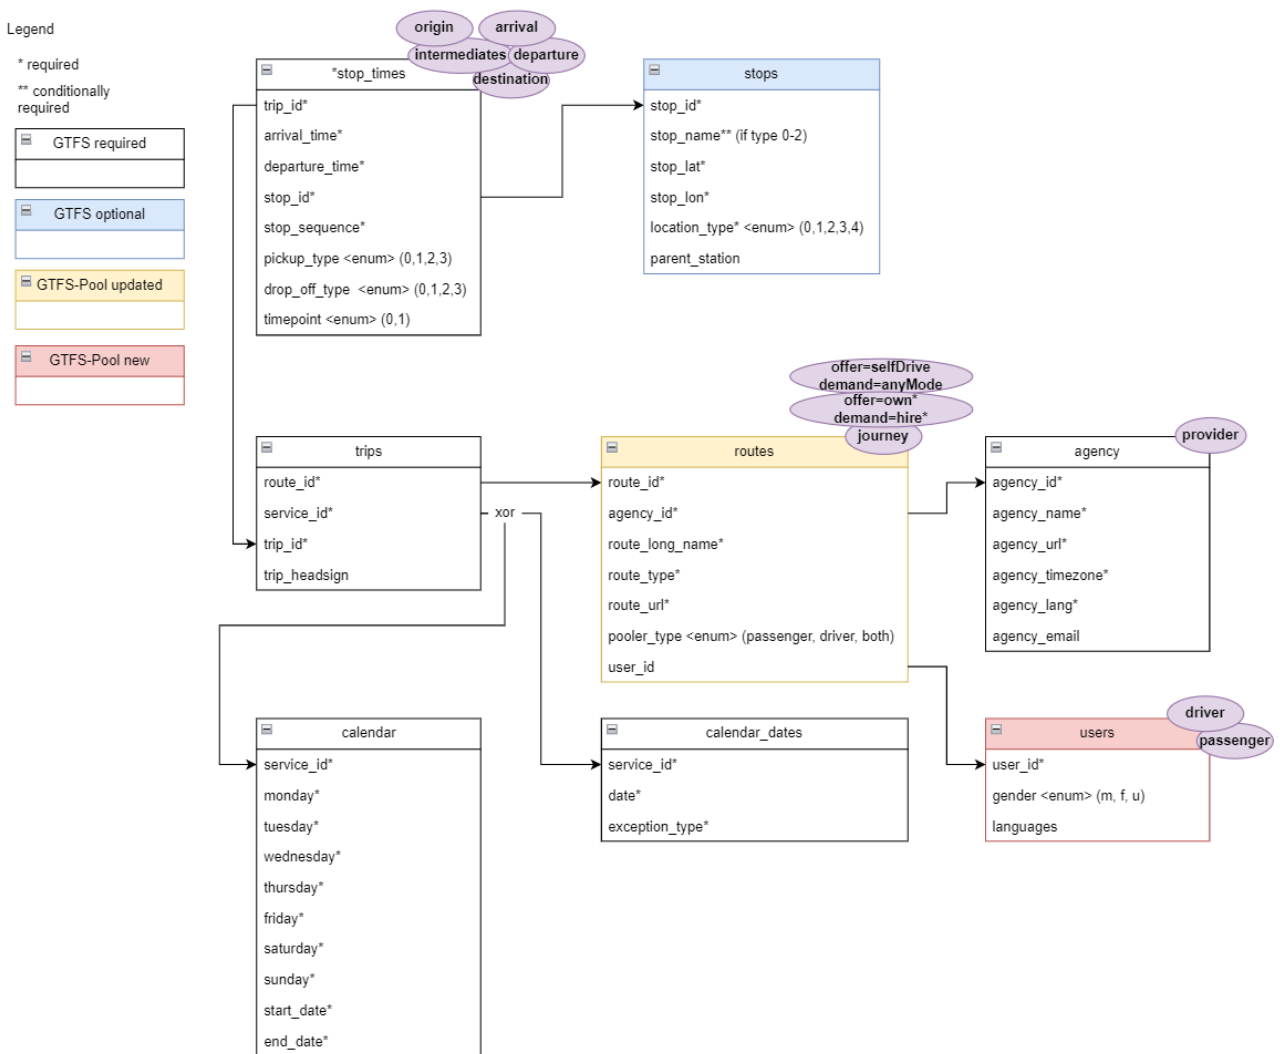 Legend
* required
** conditionally
required
GTFS required
GTFS optional
GTFS-Pool updated
GTFS-Pool new
origin
arrival
intermediates
departure
destination
*stop_times
trip_id*
arrival_time*
departure_time*
stop_id*
stop_sequence*
pickup_type <enum> (0,1,2,3)
drop_off_type <enum> (0,1,2,3)
timepoint <enum> (0,1)
stops
stop_id*
stop_name** (if type 0-2)
stop_lat*
stop_lon*
location_type* <enum> (0,1,2,3,4)
parent_station
trips
route_id*
service_id*
trip_id*
trip_headsign
xor
offer=selfDrive
demand=anyMode
offer=own*
demand=hire*
journey
routes
route_id*
agency_id*
route_long_name*
route_type*
route_url*
pooler_type <enum> (passenger, driver, both)
user_id
provider
agency
agency_id*
agency_name*
agency_url*
agency_timezone*
agency_lang*
agency_email
calendar
service_id*
monday*
tuesday*
wednesday*
thursday*
friday*
saturday*
sunday*
start_date*
end_date*
calendar_dates
service_id*
date*
exception_type*
driver
passenger
users
user_id*
gender <enum> (m, f, u)
languages